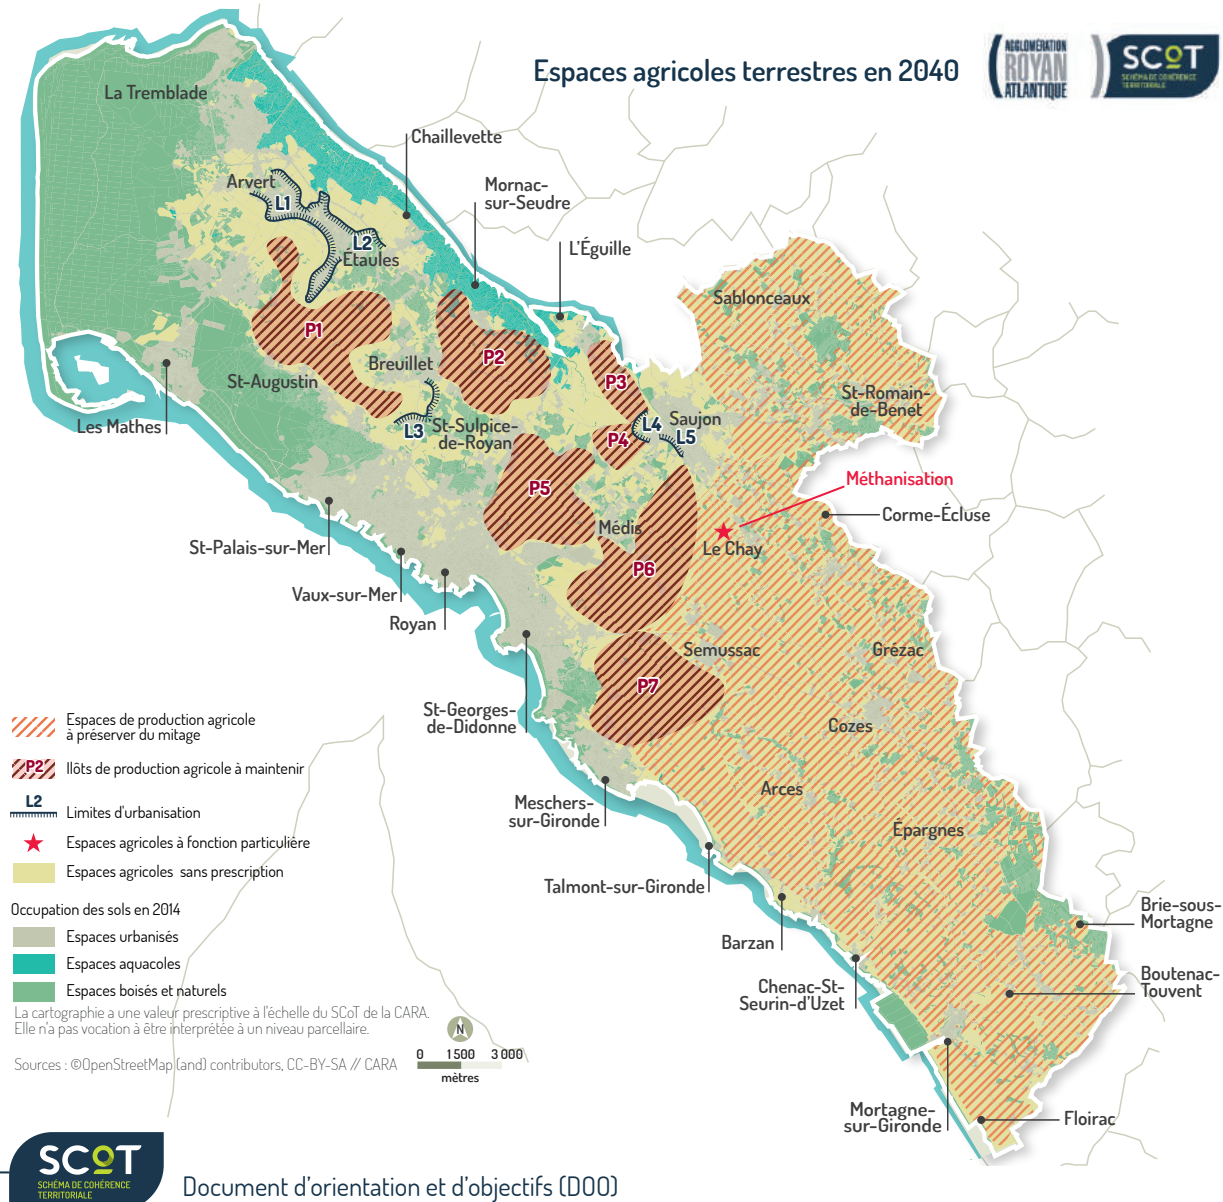 Espaces agricoles terrestres en 2040
AGGLOMÉRATION
ROYAN
ATLANTIQUE
SCOT
SCHÉMA DE COHÉRENCE
TERRITORIALE
La Tremblade
Chaillevette
Arvert
L1
Mornac-
sur-Seudre
L2
Étaules
L'Éguille
Sablonceaux
P1
P2
Breuillet
P3
St-Augustin
St-Romain-
de-Benet
Les Mathes
L3
St-Sulpice-
de-Royan
L4
Saujon
P4
L5
Méthanisation
P5
Corme-Écluse
Médis
St-Palais-sur-Mer
Le Chay
P6
Vaux-sur-Mer
Royan
Semussac
Grézac
P7
St-Georges-
de-Didonne
Cozes
Meschers-
sur-Gironde
Arces
Épargnes
Talmont-sur-Gironde
Barzan
Brie-sous-
Mortagne
Chenac-St-
Seurin-d'Uzet
Boutenac-
Touvent
Mortagne-
sur-Gironde
Floirac
Espaces de production agricole
à préserver du mitage
P2
Ilôts de production agricole à maintenir
L2
Limites d'urbanisation
Espaces agricoles à fonction particulière
Espaces agricoles sans prescription
Occupation des sols en 2014
Espaces urbanisés
Espaces aquacoles
Espaces boisés et naturels
La cartographie a une valeur prescriptive à l'échelle du SCoT de la CARA.
Elle n'a pas vocation à être interprétée à un niveau parcellaire.
Sources : ©OpenStreetMap (and) contributors, CC-BY-SA // CARA
N
0 1 500 3 000
mètres
SCOT
SCHÉMA DE COHÉRENCE
TERRITORIALE
Document d'orientation et d'objectifs (DOO)